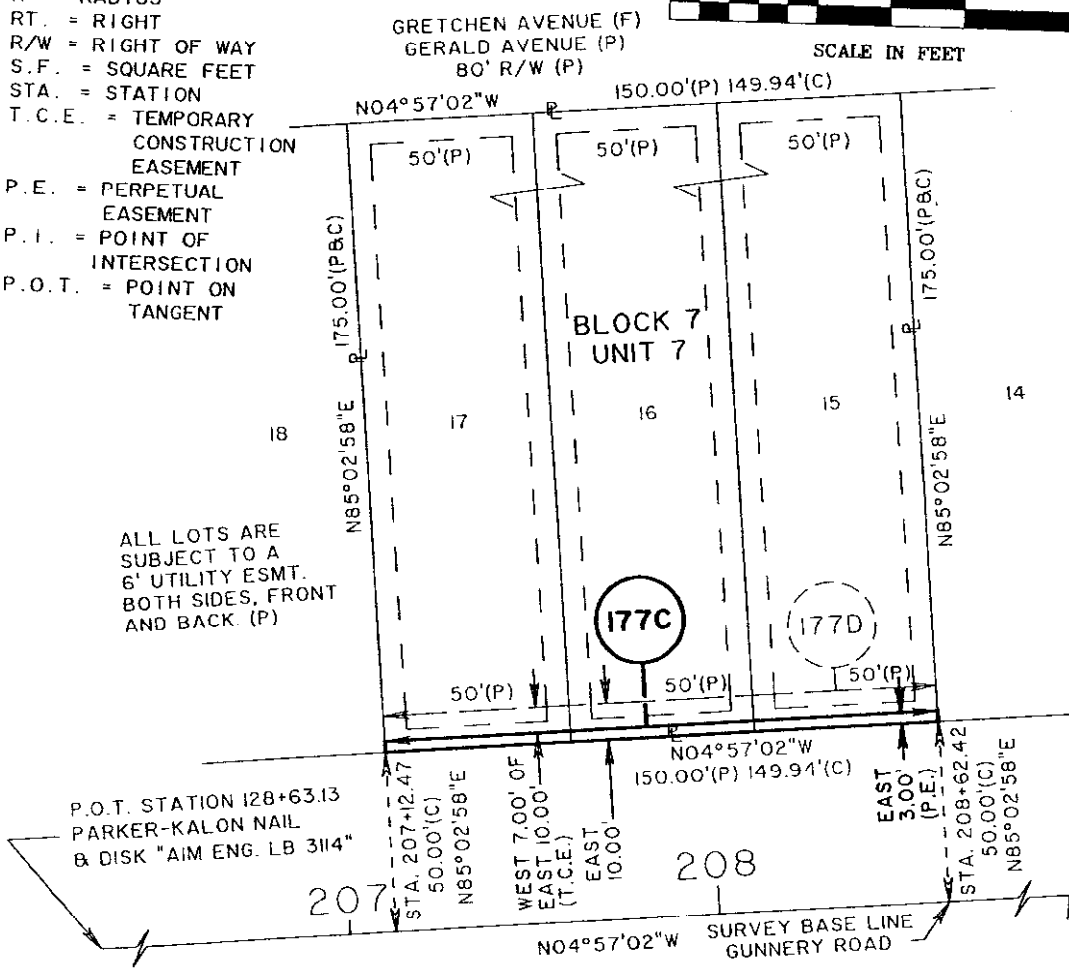 RT. = RIGHT
R/W = RIGHT OF WAY
S.F. = SQUARE FEET
STA. = STATION
T.C.E. = TEMPORARY
CONSTRUCTION
EASEMENT
P.E. = PERPETUAL
EASEMENT
P.I. = POINT OF
INTERSECTION
P.O.T. = POINT ON
TANGENT
GRETCHEN AVENUE (F)
GERALD AVENUE (P)
80' R/W (P)
SCALE IN FEET
N04°57'02"W
150.00'(P) 149.94'(C)
50'(P)
50'(P)
50'(P)
175.00'(P&C)
N85°02'58"E
175.00'(P&C)
N85°02'58"E
BLOCK 7
UNIT 7
18
17
16
15
14
ALL LOTS ARE
SUBJECT TO A
6' UTILITY ESMT.
BOTH SIDES, FRONT
AND BACK. (P)
177C
177D
50'(P)
50'(P)
50'(P)
N04°57'02"W
150.00'(P) 149.94'(C)
P.O.T. STATION 128+63.13
PARKER-KALON NAIL
& DISK "AIM ENG. LB 3114"
STA. 207+12.47
50.00'(C)
N85°02'58"E
WEST 7.00' OF
EAST 10.00'
(T.C.E.)
EAST
10.00'
EAST
3.00'
(P.E.)
STA. 208+62.42
50.00'(C)
N85°02'58"E
207
208
N04°57'02"W
SURVEY BASE LINE
GUNNERY ROAD